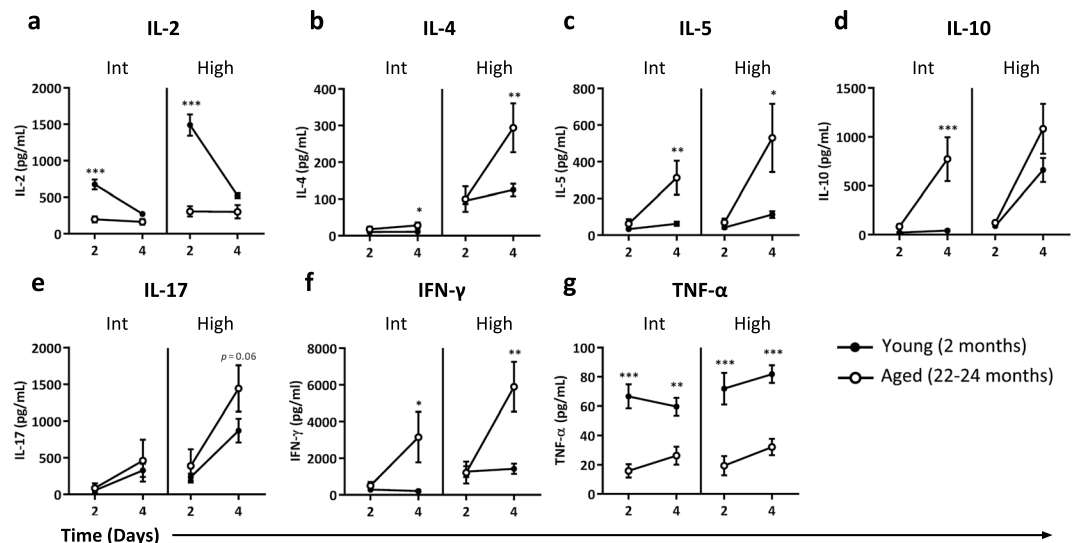 a IL-2
Int High
***
***
IL-2 (pg/mL)
2000
1500
1000
500
0
2 4 2 4
b IL-4
Int High
*
**
IL-4 (pg/mL)
400
300
200
100
0
2 4 2 4
c IL-5
Int High
**
*
IL-5 (pg/mL)
800
600
400
200
0
2 4 2 4
d IL-10
Int High
***
IL-10 (pg/mL)
1500
1000
500
0
2 4 2 4
e IL-17
Int High
p = 0.06
IL-17 (pg/mL)
2000
1500
1000
500
0
2 4 2 4
f IFN-γ
Int High
*
**
IFN-γ (pg/mL)
8000
6000
4000
2000
0
2 4 2 4
g TNF-α
Int High
*** **
*** ***
TNF-α (pg/mL)
100
80
60
40
20
0
2 4 2 4
Young (2 months)
Aged (22-24 months)
Time (Days)